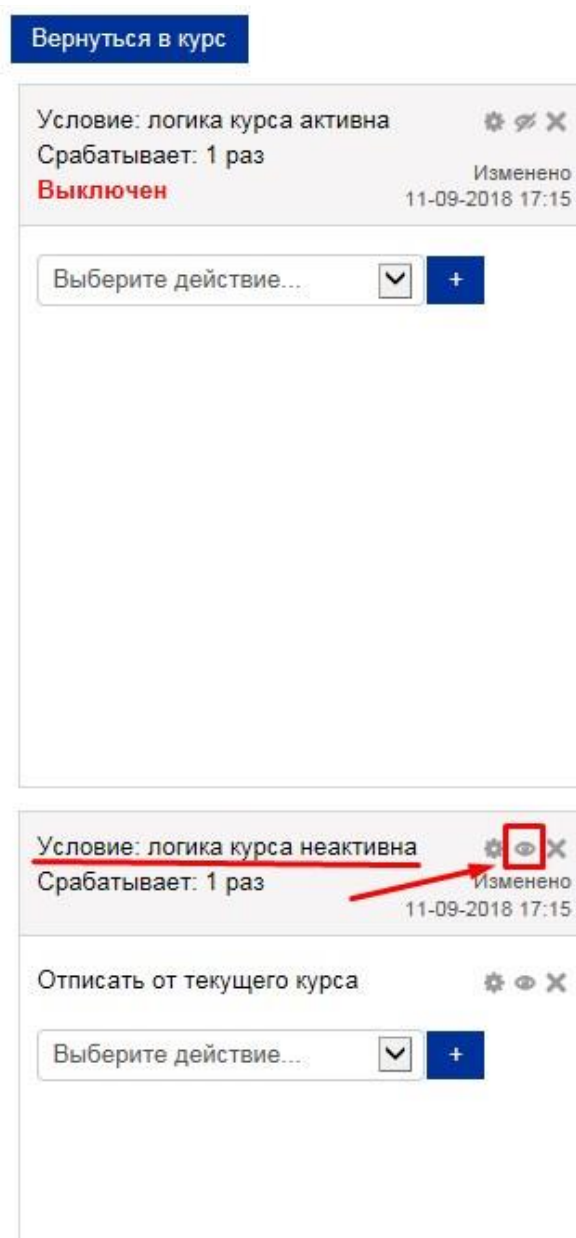 Вернуться в курс
Условие: логика курса активна
Срабатывает: 1 раз
Выключен
Изменено
11-09-2018 17:15
Выберите действие...
+
Условие: логика курса неактивна
Срабатывает: 1 раз
Изменено
11-09-2018 17:15
Отписать от текущего курса
Выберите действие...
+